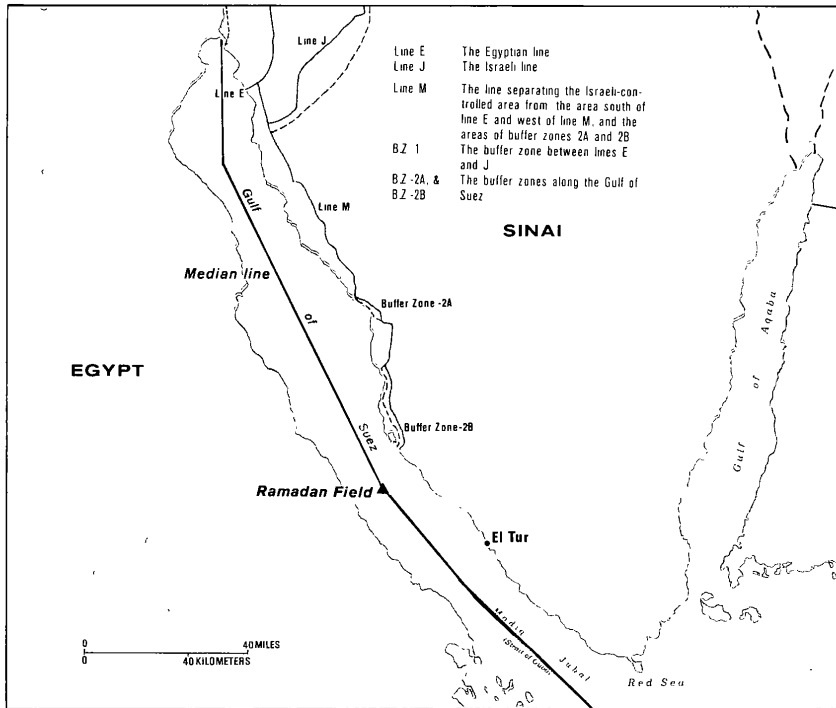 Line J
Line E The Egyptian line
Line J The Israeli line
Line M The line separating the Israeli-con-
trolled area from the area south of
line E and west of line M, and the
areas of buffer zones 2A and 2B
B.Z 1 The buffer zone between lines E
and J
B.Z -2A, & The buffer zones along the Gulf of
B.Z -2B Suez
Line E
Line M
SINAI
Gulf
of
Suez
Median line
Buffer Zone -2A
EGYPT
Buffer Zone-2B
Ramadan Field
El Tur
Gulf
of
Aqaba
Jubal
Red Sea
0 40 MILES
0 40 KILOMETERS